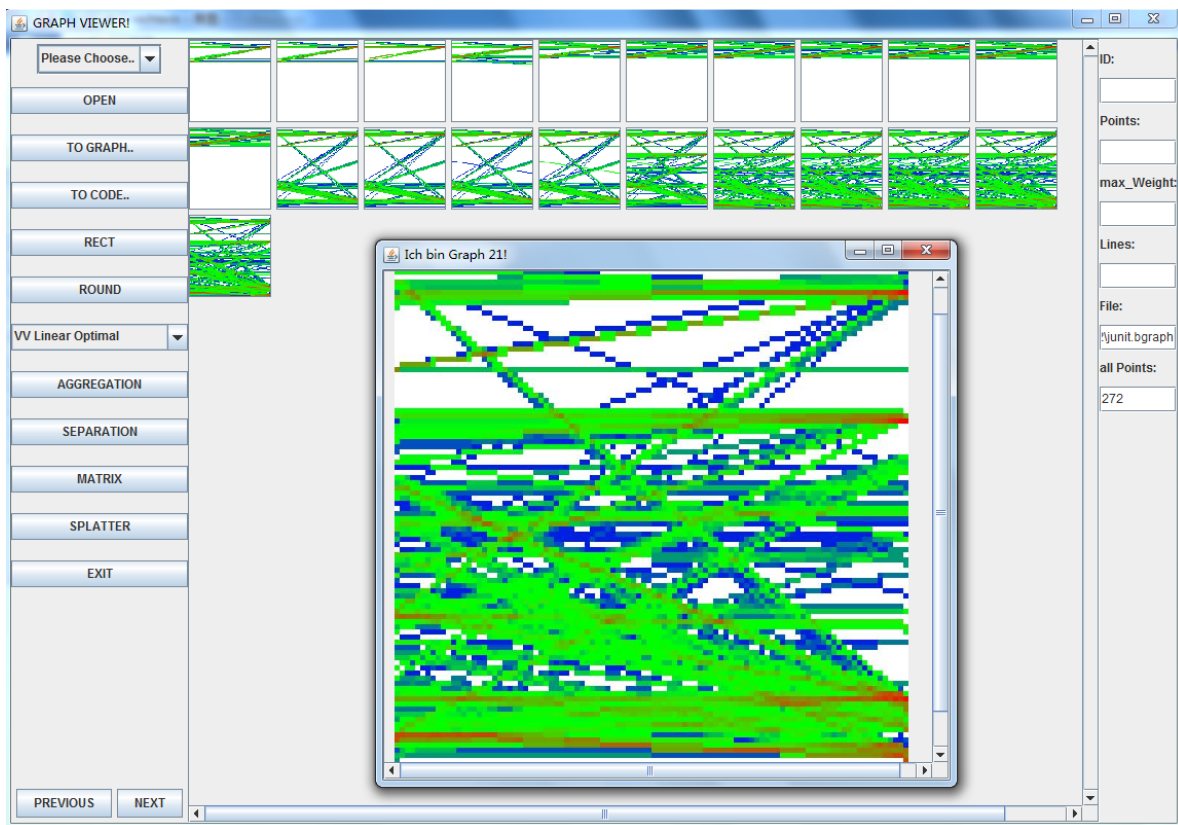 GRAPH VIEWER!
Please Choose..
OPEN
TO GRAPH..
TO CODE..
RECT
ROUND
VV Linear Optimal
AGGREGATION
SEPARATION
MATRIX
SPLATTER
EXIT
PREVIOUS
NEXT
Ich bin Graph 21!
ID:
Points:
max_Weight:
Lines:
File:
!\junit.bgraph
all Points:
272